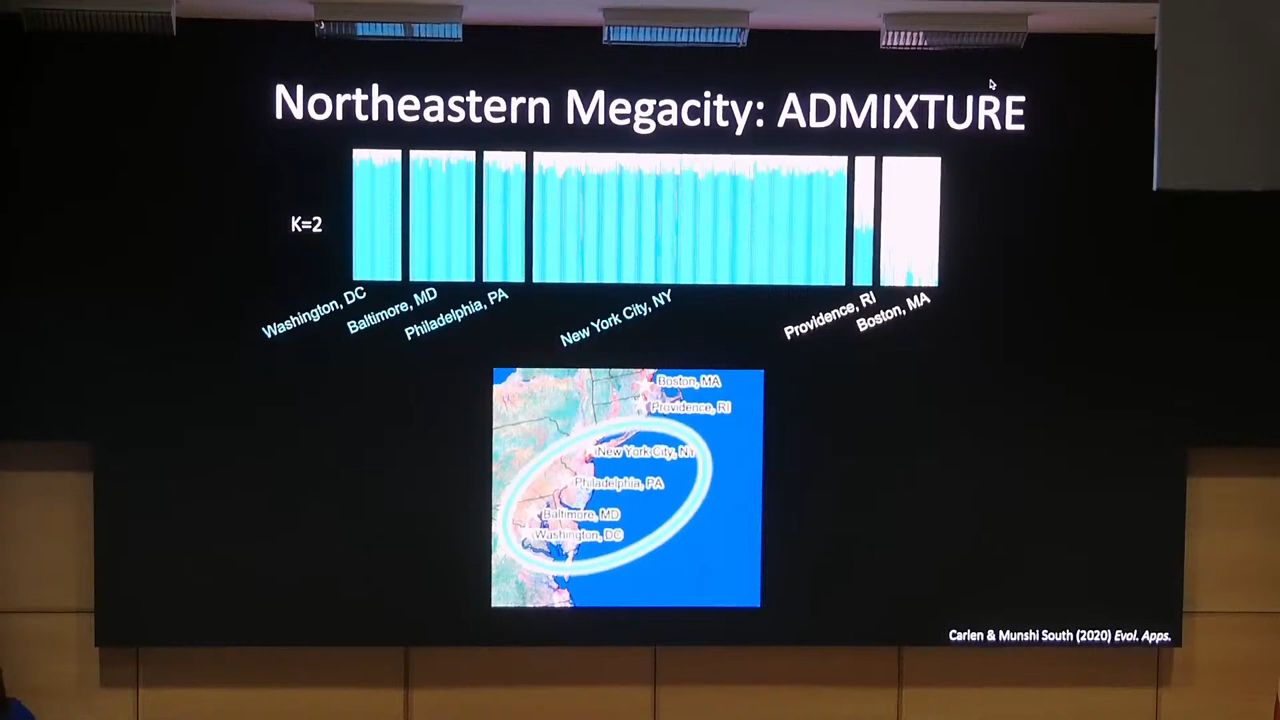 Northeastern Megacity: ADMIXTURE
K=2
Washington, DC
Baltimore, MD
Philadelphia, PA
New York City, NY
Providence, RI
Boston, MA
Boston, MA
Providence, RI
New York City, NY
Philadelphia, PA
Baltimore, MD
Washington, DC
Carlen & Munshi South (2020) Evol. Apps.